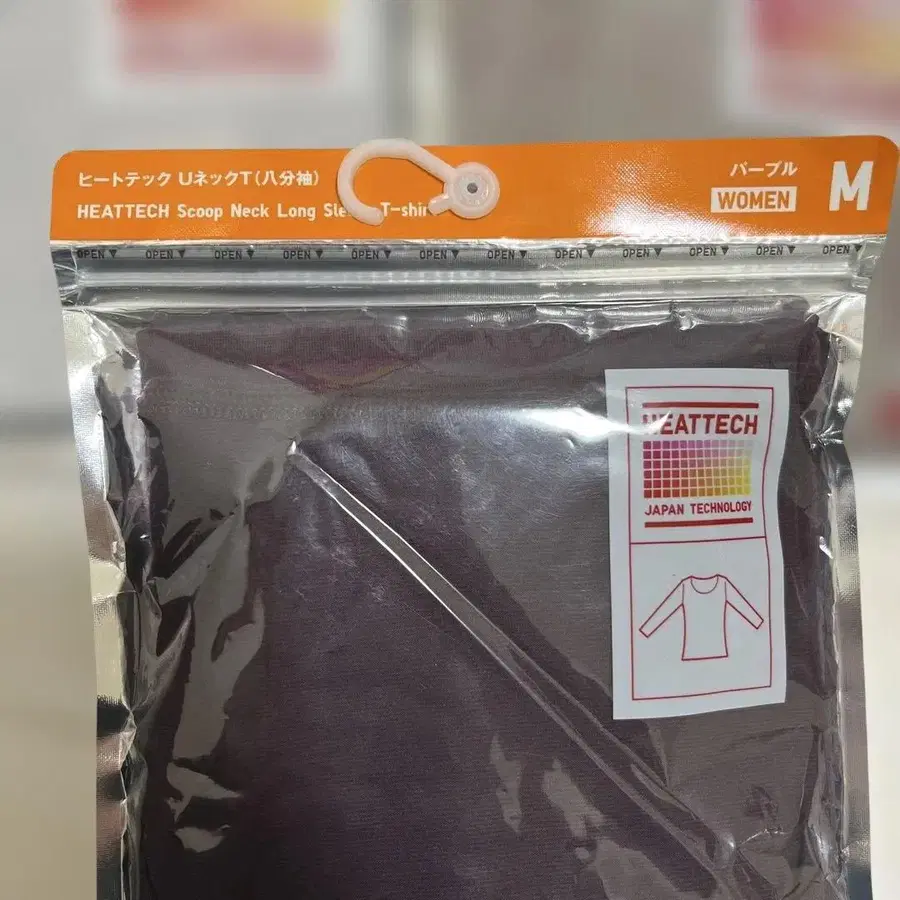 ヒートテック UネックT(八分袖)
HEATTECH Scoop Neck Long T-shir
パープル
WOMEN
M
OPEN OPEN OPEN OPEN OPEN OPEN OPEN OPEN OPEN OPEN OPEN OPEN
HEATTECH
JAPAN TECHNOLOGY